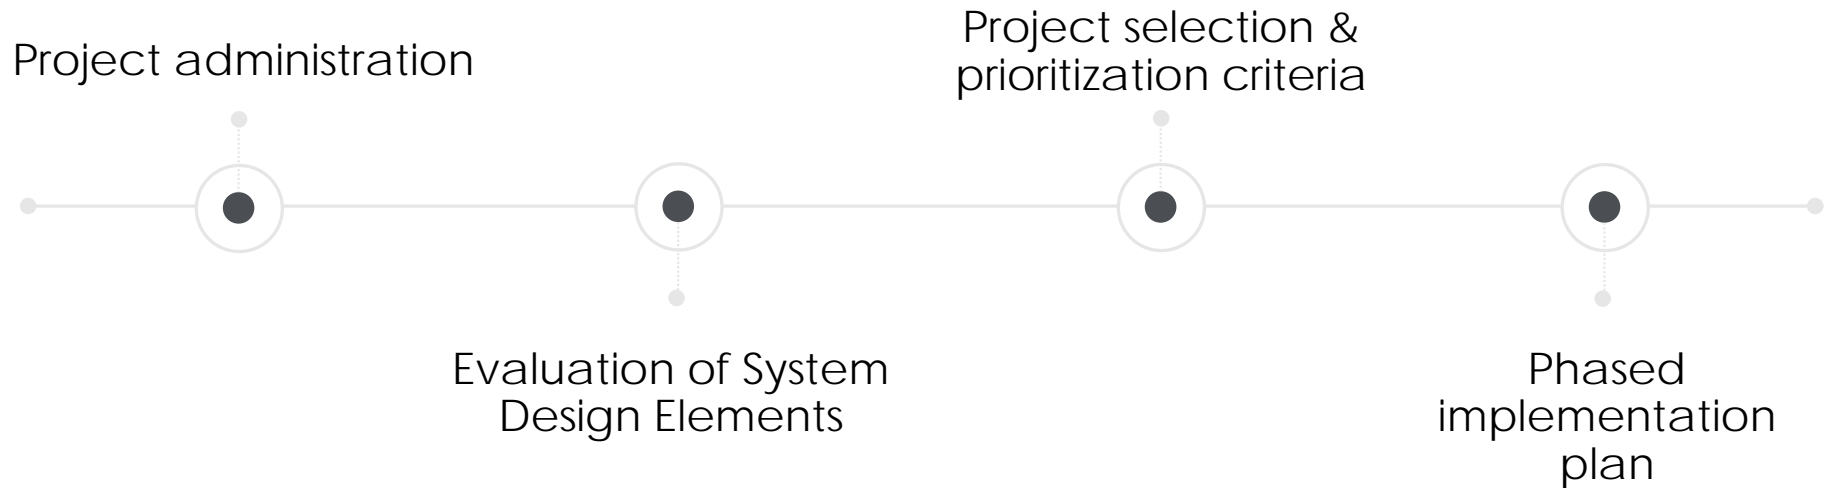 Project administration
Evaluation of System
Design Elements
Project selection &
prioritization criteria
Phased
implementation
plan